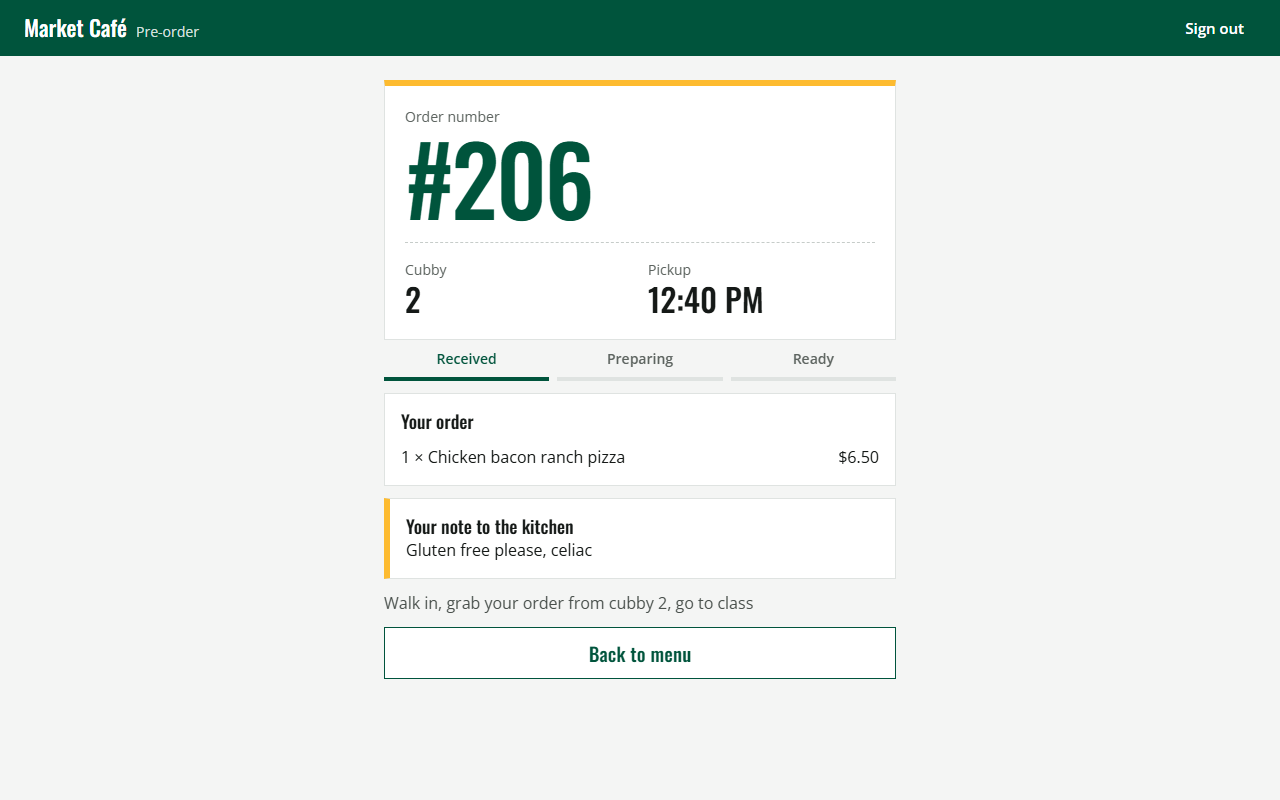 Market Café Pre-order
Sign out
Order number
#206
Cubby
2
Pickup
12:40 PM
Received
Preparing
Ready
Your order
1 × Chicken bacon ranch pizza
$6.50
Your note to the kitchen
Gluten free please, celiac
Walk in, grab your order from cubby 2, go to class
Back to menu